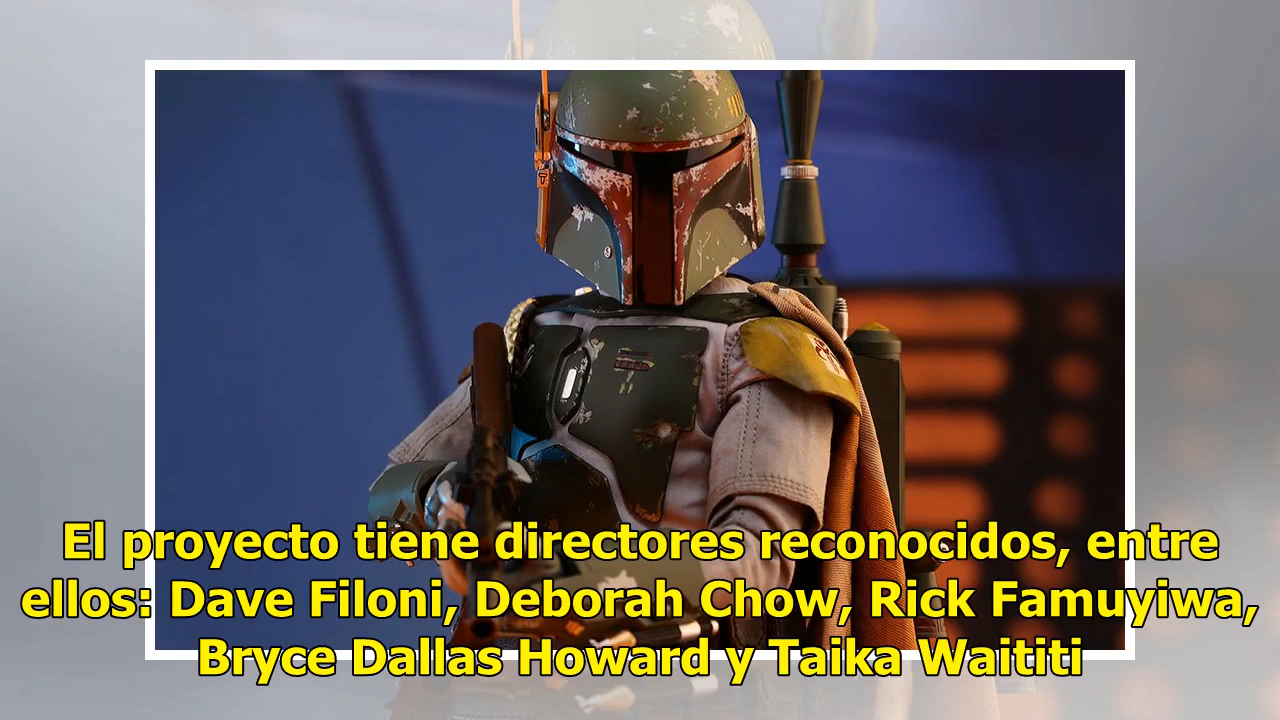 El proyecto tiene directores reconocidos, entre
ellos: Dave Filoni, Deborah Chow, Rick Famuyiwa,
Bryce Dallas Howard y Taika Waititi